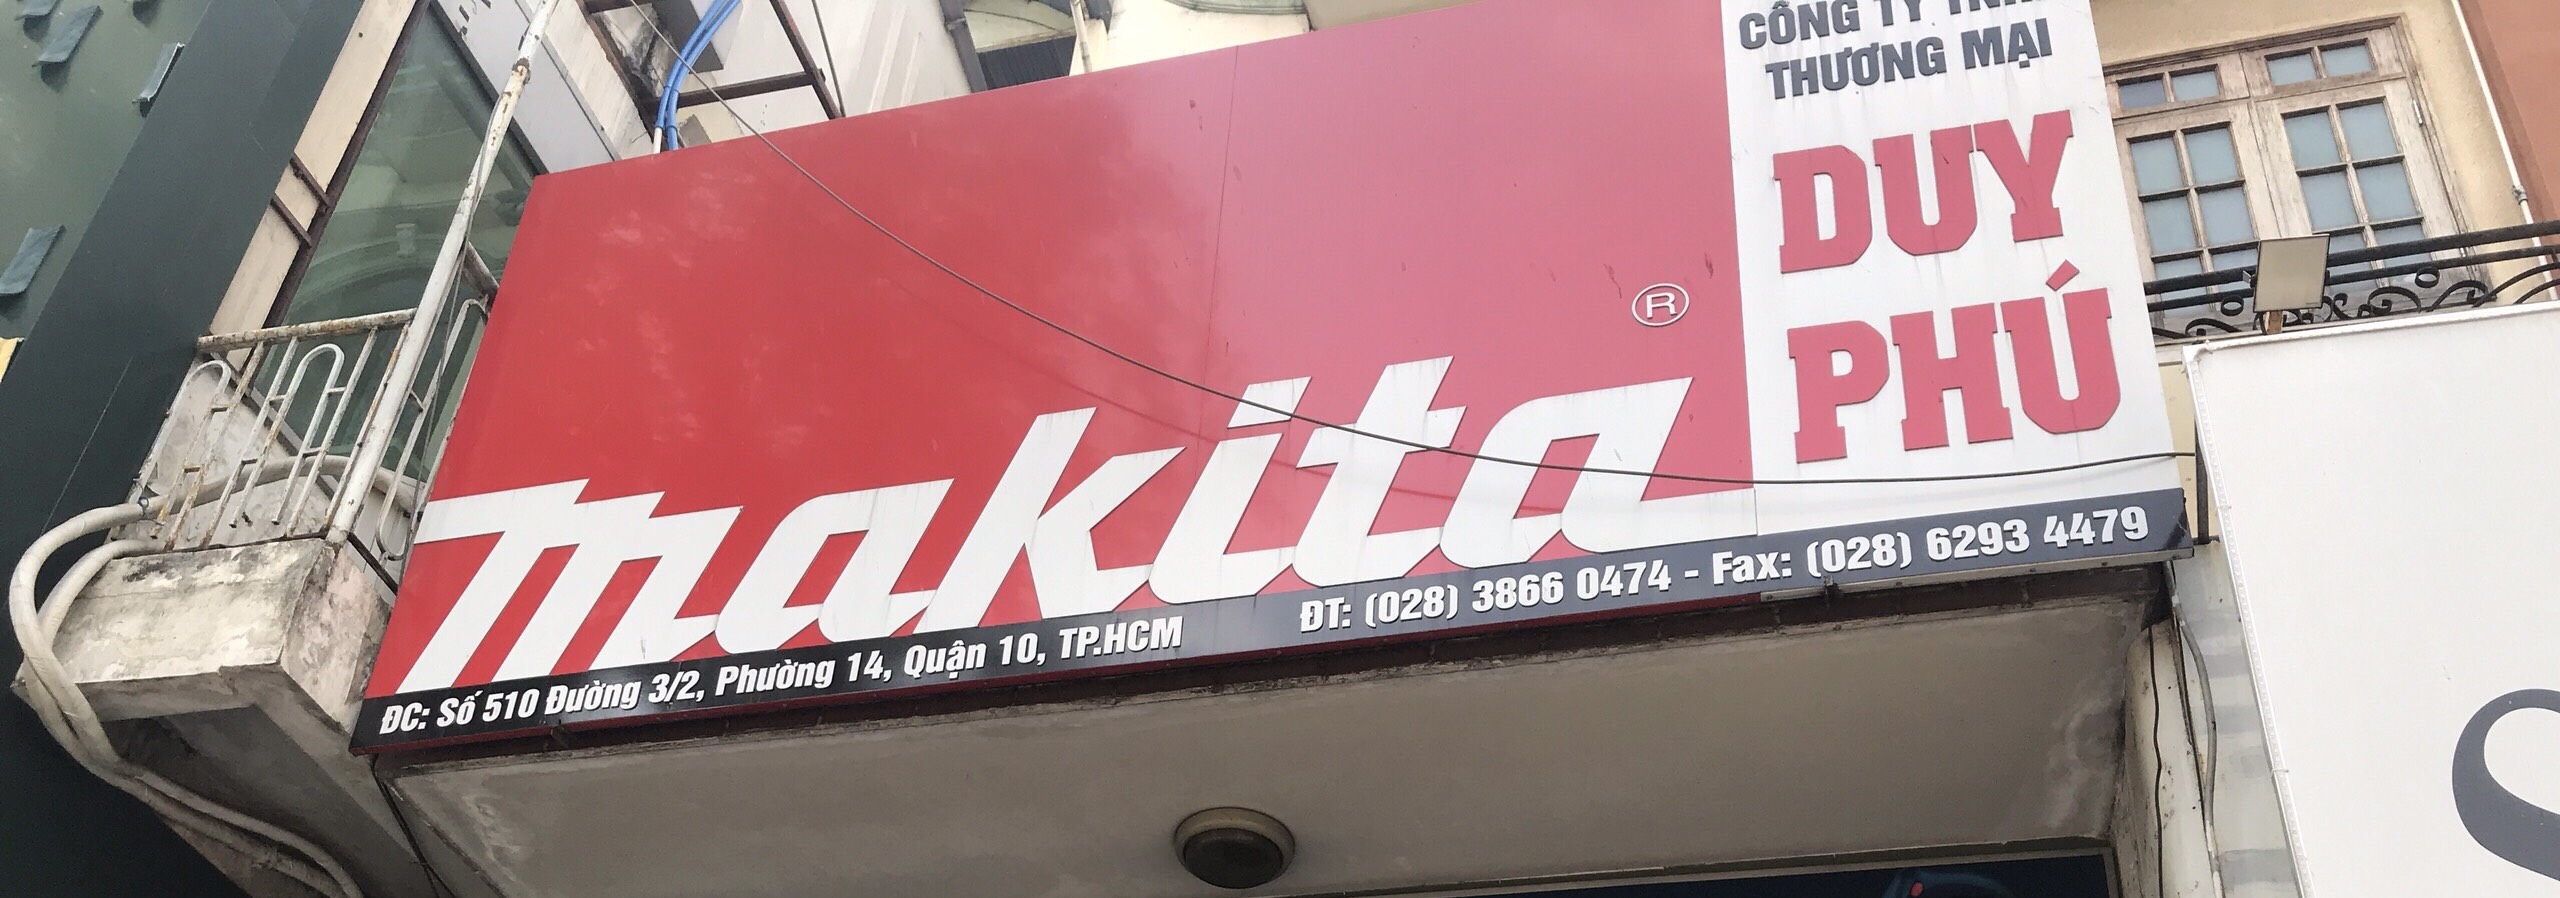 CÔNG TY TNHH
THƯƠNG MẠI
DUY
PHÚ
makita®
ĐC: Số 510 Đường 3/2, Phường 14, Quận 10, TP.HCM
ĐT: (028) 3866 0474 - Fax: (028) 6293 4479
S